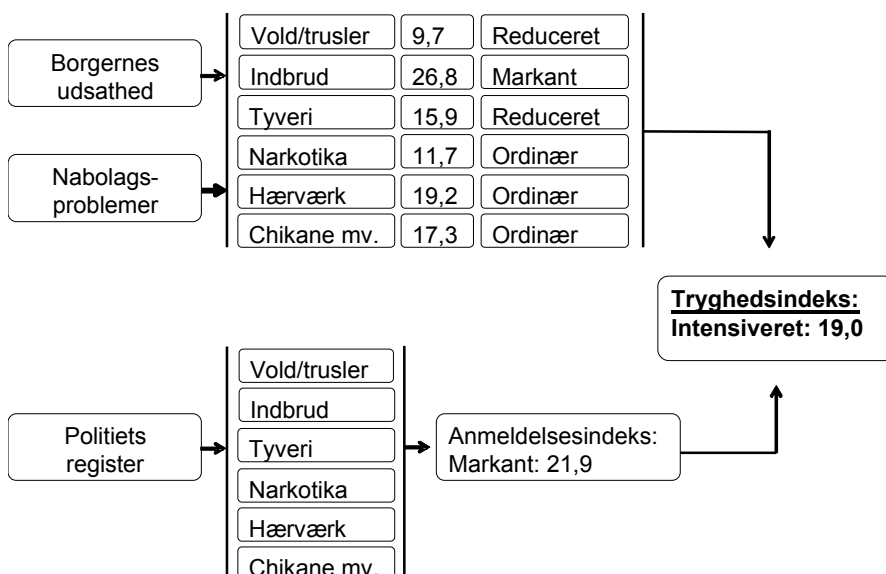 Borgernes
udsathed
Nabolags-
problemer
Vold/trusler 9,7 Reduceret
Indbrud 26,8 Markant
Tyveri 15,9 Reduceret
Narkotika 11,7 Ordinær
Hærværk 19,2 Ordinær
Chikane mv. 17,3 Ordinær
Tryghedsindeks:
Intensiveret: 19,0
Politiets
register
Vold/trusler
Indbrud
Tyveri
Narkotika
Hærværk
Chikane mv.
Anmeldelsesindeks:
Markant: 21,9